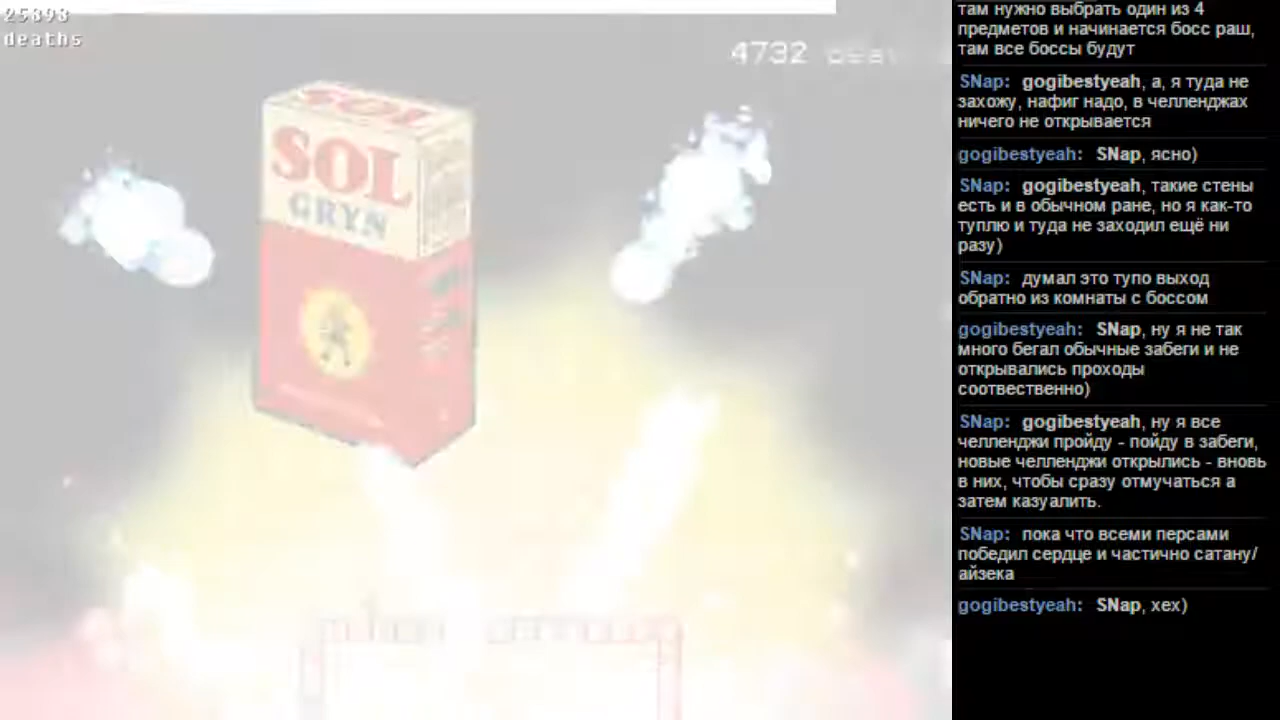 25898
deaths
4732
SOL
SOL
GRYN
там нужно выбрать один из 4
предметов и начинается босс раш,
там все боссы будут
SNap: gogibestyeah, а, я туда не
захожу, нафиг надо, в челленджах
ничего не открывается
gogibestyeah: SNap, ясно)
SNap: gogibestyeah, такие стены
есть и в обычном ране, но я как-то
туплю и туда не заходил ещё ни
разу)
SNap: думал это тупо выход
обратно из комнаты с боссом
gogibestyeah: SNap, ну я не так
много бегал обычные забеги и не
открывались проходы
соотвественно)
SNap: gogibestyeah, ну я все
челленджи пройду - пойду в забеги,
новые челленджи открылись - вновь
в них, чтобы сразу отмучаться а
затем казуалить.
SNap: пока что всеми персами
победил сердце и частично сатану/
айзека
gogibestyeah: SNap, хех)